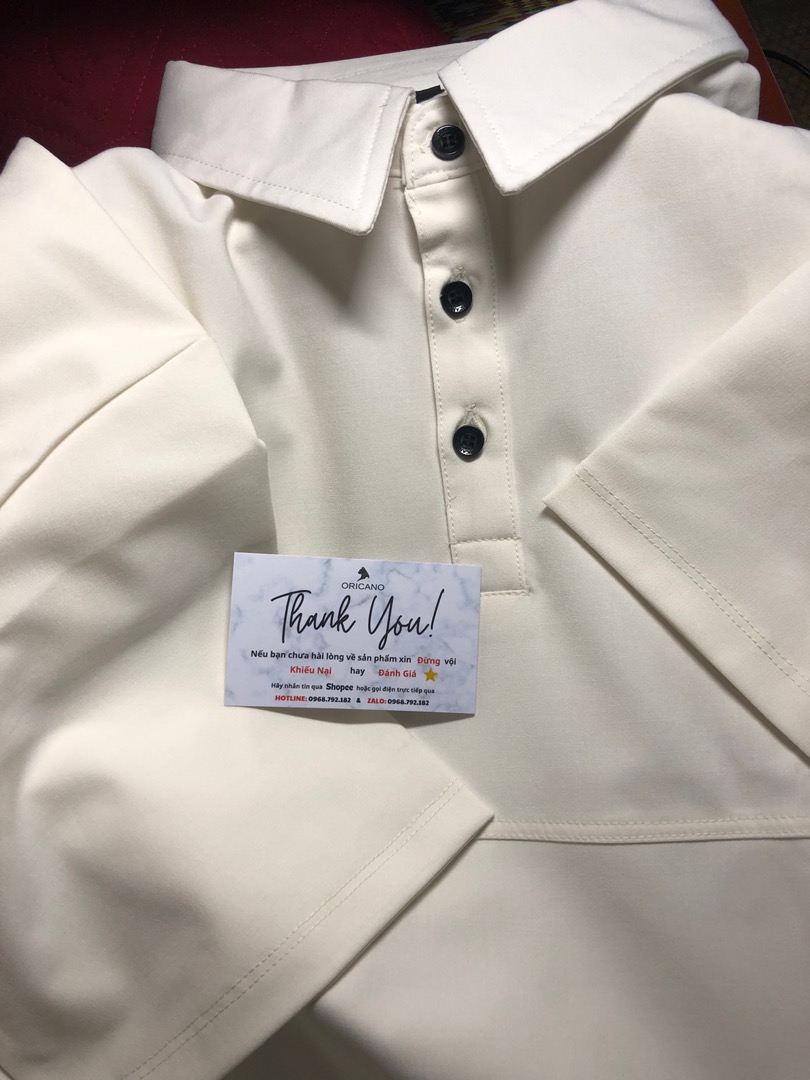 ORICANO
Thank You!
Nếu bạn chưa hài lòng về sản phẩm xin Đừng vội
Khiếu Nại hay Đánh Giá
Hãy nhắn tin qua Shopee hoặc gọi điện trực tiếp qua
HOTLINE: 0968.792.182 & ZALO: 0968.792.182